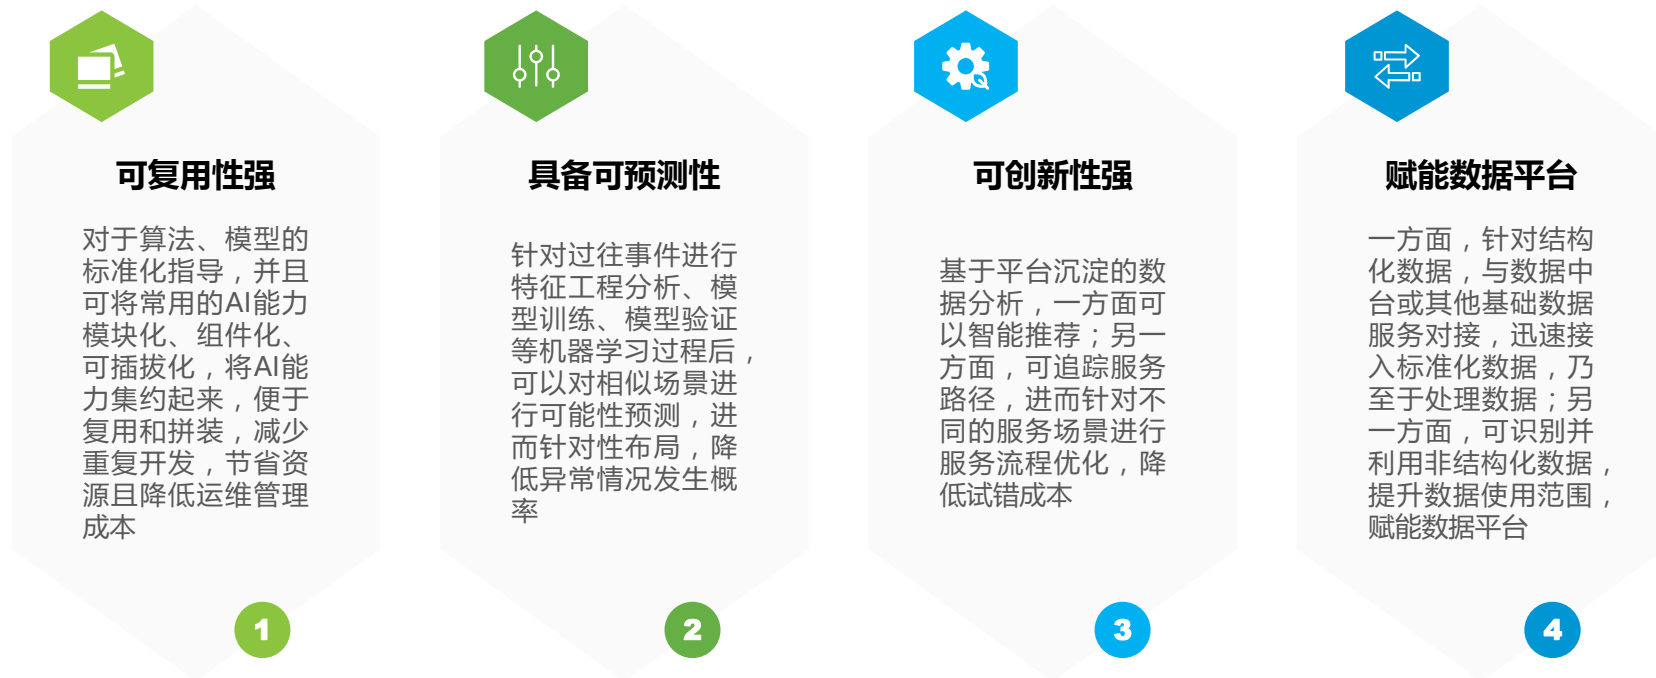 可复用性强
对于算法、模型的
标准化指导，并且
可将常用的AI能力
模块化、组件化、
可插拔化，将AI能
力集约起来，便于
复用和拼装，减少
重复开发，节省资
源且降低运维管理
成本
1
具备可预测性
针对过往事件进行
特征工程分析、模
型训练、模型验证
等机器学习过程后，
可以对相似场景进
行可能性预测，进
而针对性布局，降
低异常情况发生概
率
2
可创新性强
基于平台沉淀的数
据分析，一方面可
以智能推荐；另一
方面，可追踪服务
路径，进而针对不
同的服务场景进行
服务流程优化，降
低试错成本
3
赋能数据平台
一方面，针对结构
化数据，与数据中
台或其他基础数据
服务对接，迅速接
入标准化数据，乃
至于处理数据；另
一方面，可识别并
利用非结构化数据，
提升数据使用范围，
赋能数据平台
4